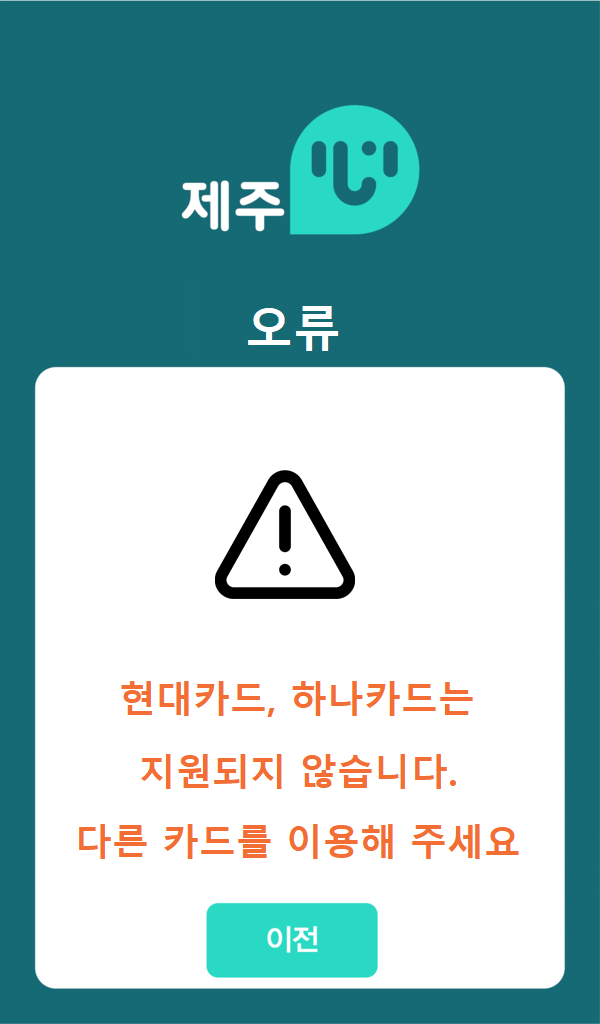 제주
오류
현대카드, 하나카드는
지원되지 않습니다.
다른 카드를 이용해 주세요
이전